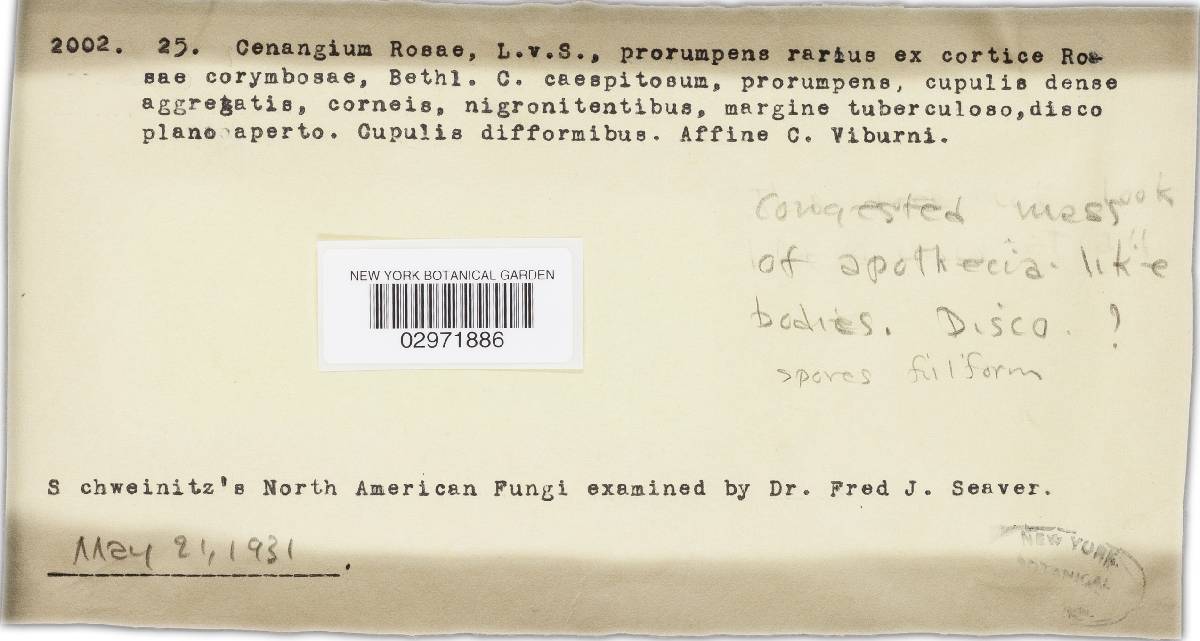 2002. 25. Cenangium Rosae, L.v.S., prorumpens rarius ex cortice Ro-
sae corymbosae, Bethl. C. caespitosum, prorumpens, cupulis dense
aggregatis, corneis, nigronitentibus, margine tuberculoso,disco
plano aperto. Cupulis difformibus. Affine C. Viburni.
Congested mass
of apothecia-like
bodies. Disco. ?
spores filiform
NEW YORK BOTANICAL GARDEN
02971886
S chweinitz's North American Fungi examined by Dr. Fred J. Seaver.
May 21, 1931
NEW YORK
BOTANICAL